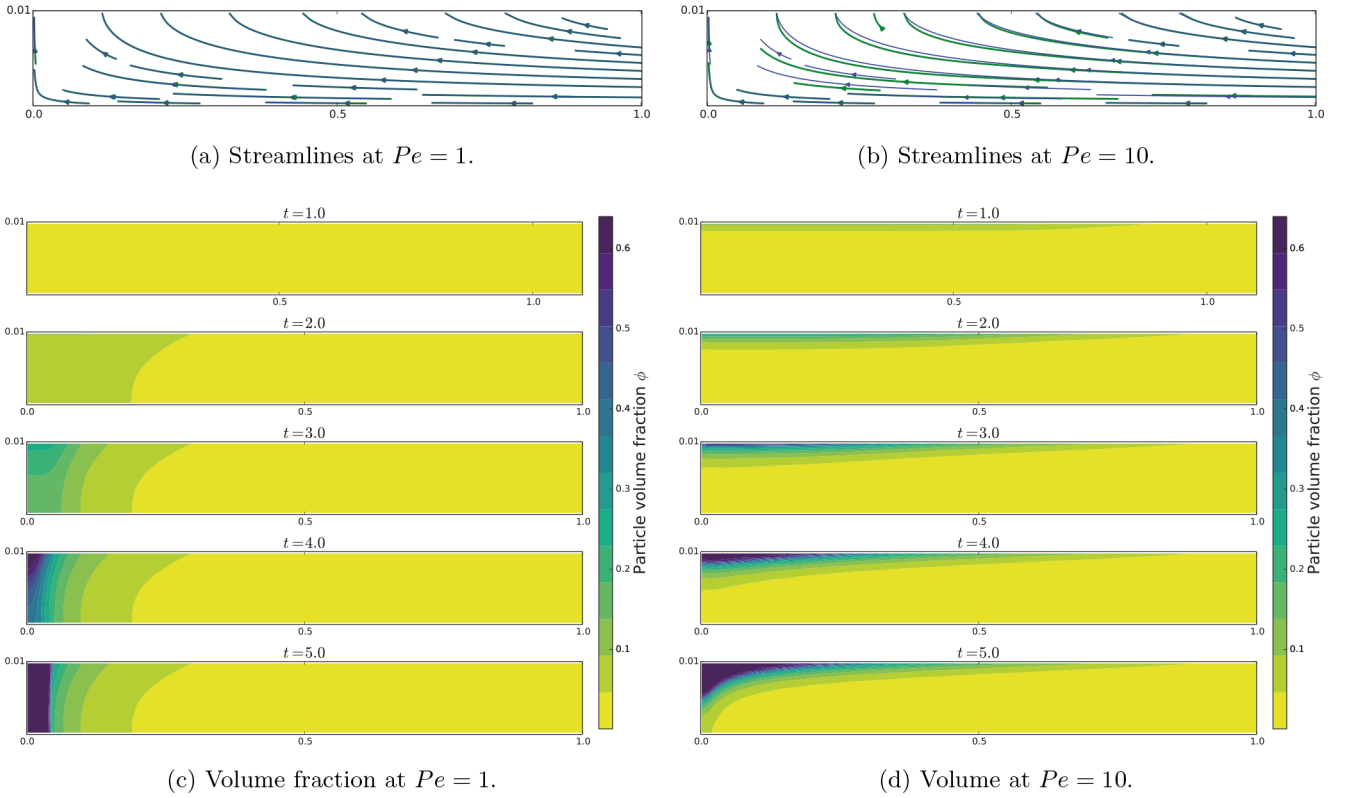 0.01
0.0 0.5 1.0
0.01
0.0 0.5 1.0
(a) Streamlines at Pe = 1.
(b) Streamlines at Pe = 10.
t=1.0
0.01
0.5 1.0
t=2.0
0.01
0.0 0.5 1.0
t=3.0
0.01
0.0 0.5 1.0
t=4.0
0.01
0.0 0.5 1.0
t=5.0
0.01
0.0 0.5 1.0
0.6
0.5
0.4
0.3
0.2
0.1
Particle volume fraction ϕ
t=1.0
0.01
0.5 1.0
t=2.0
0.01
0.0 0.5 1.0
t=3.0
0.01
0.0 0.5 1.0
t=4.0
0.01
0.0 0.5 1.0
t=5.0
0.01
0.0 0.5 1.0
0.6
0.5
0.4
0.3
0.2
0.1
Particle volume fraction ϕ
(c) Volume fraction at Pe = 1.
(d) Volume at Pe = 10.